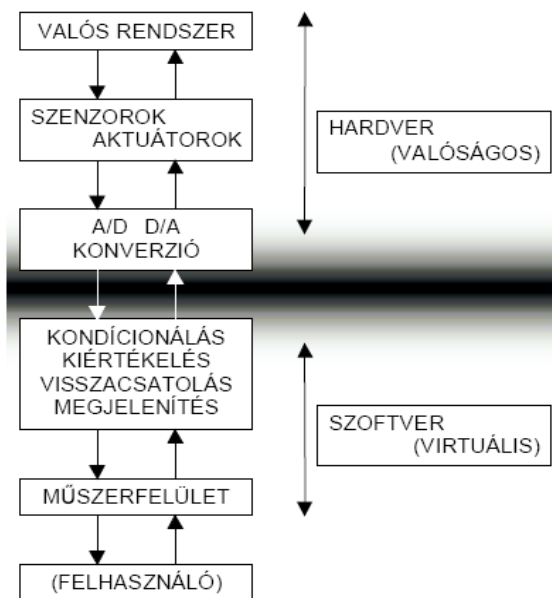 VALÓS RENDSZER
SZENZOROK
AKTUÁTOROK
HARDVER
(VALÓSÁGOS)
A/D D/A
KONVERZIÓ
KONDÍCIONÁLÁS
KIÉRTÉKELÉS
VISSZACSATOLÁS
MEGJELENÍTÉS
SZOFTVER
(VIRTUÁLIS)
MŰSZERFELÜLET
(FELHASZNÁLÓ)